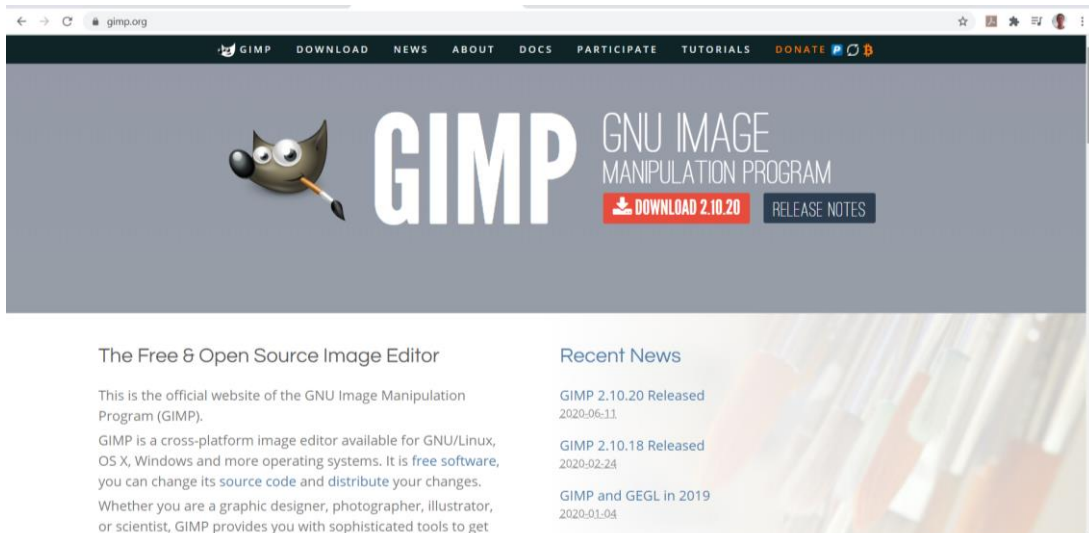 gimp.org
GIMP DOWNLOAD NEWS ABOUT DOCS PARTICIPATE TUTORIALS DONATE
GIMP
GNU IMAGE
MANIPULATION PROGRAM
DOWNLOAD 2.10.20 RELEASE NOTES
The Free & Open Source Image Editor
This is the official website of the GNU Image Manipulation
Program (GIMP).
GIMP is a cross-platform image editor available for GNU/Linux,
OS X, Windows and more operating systems. It is free software,
you can change its source code and distribute your changes.
Whether you are a graphic designer, photographer, illustrator,
or scientist, GIMP provides you with sophisticated tools to get
Recent News
GIMP 2.10.20 Released
2020-06-11
GIMP 2.10.18 Released
2020-02-24
GIMP and GEGL in 2019
2020-01-04